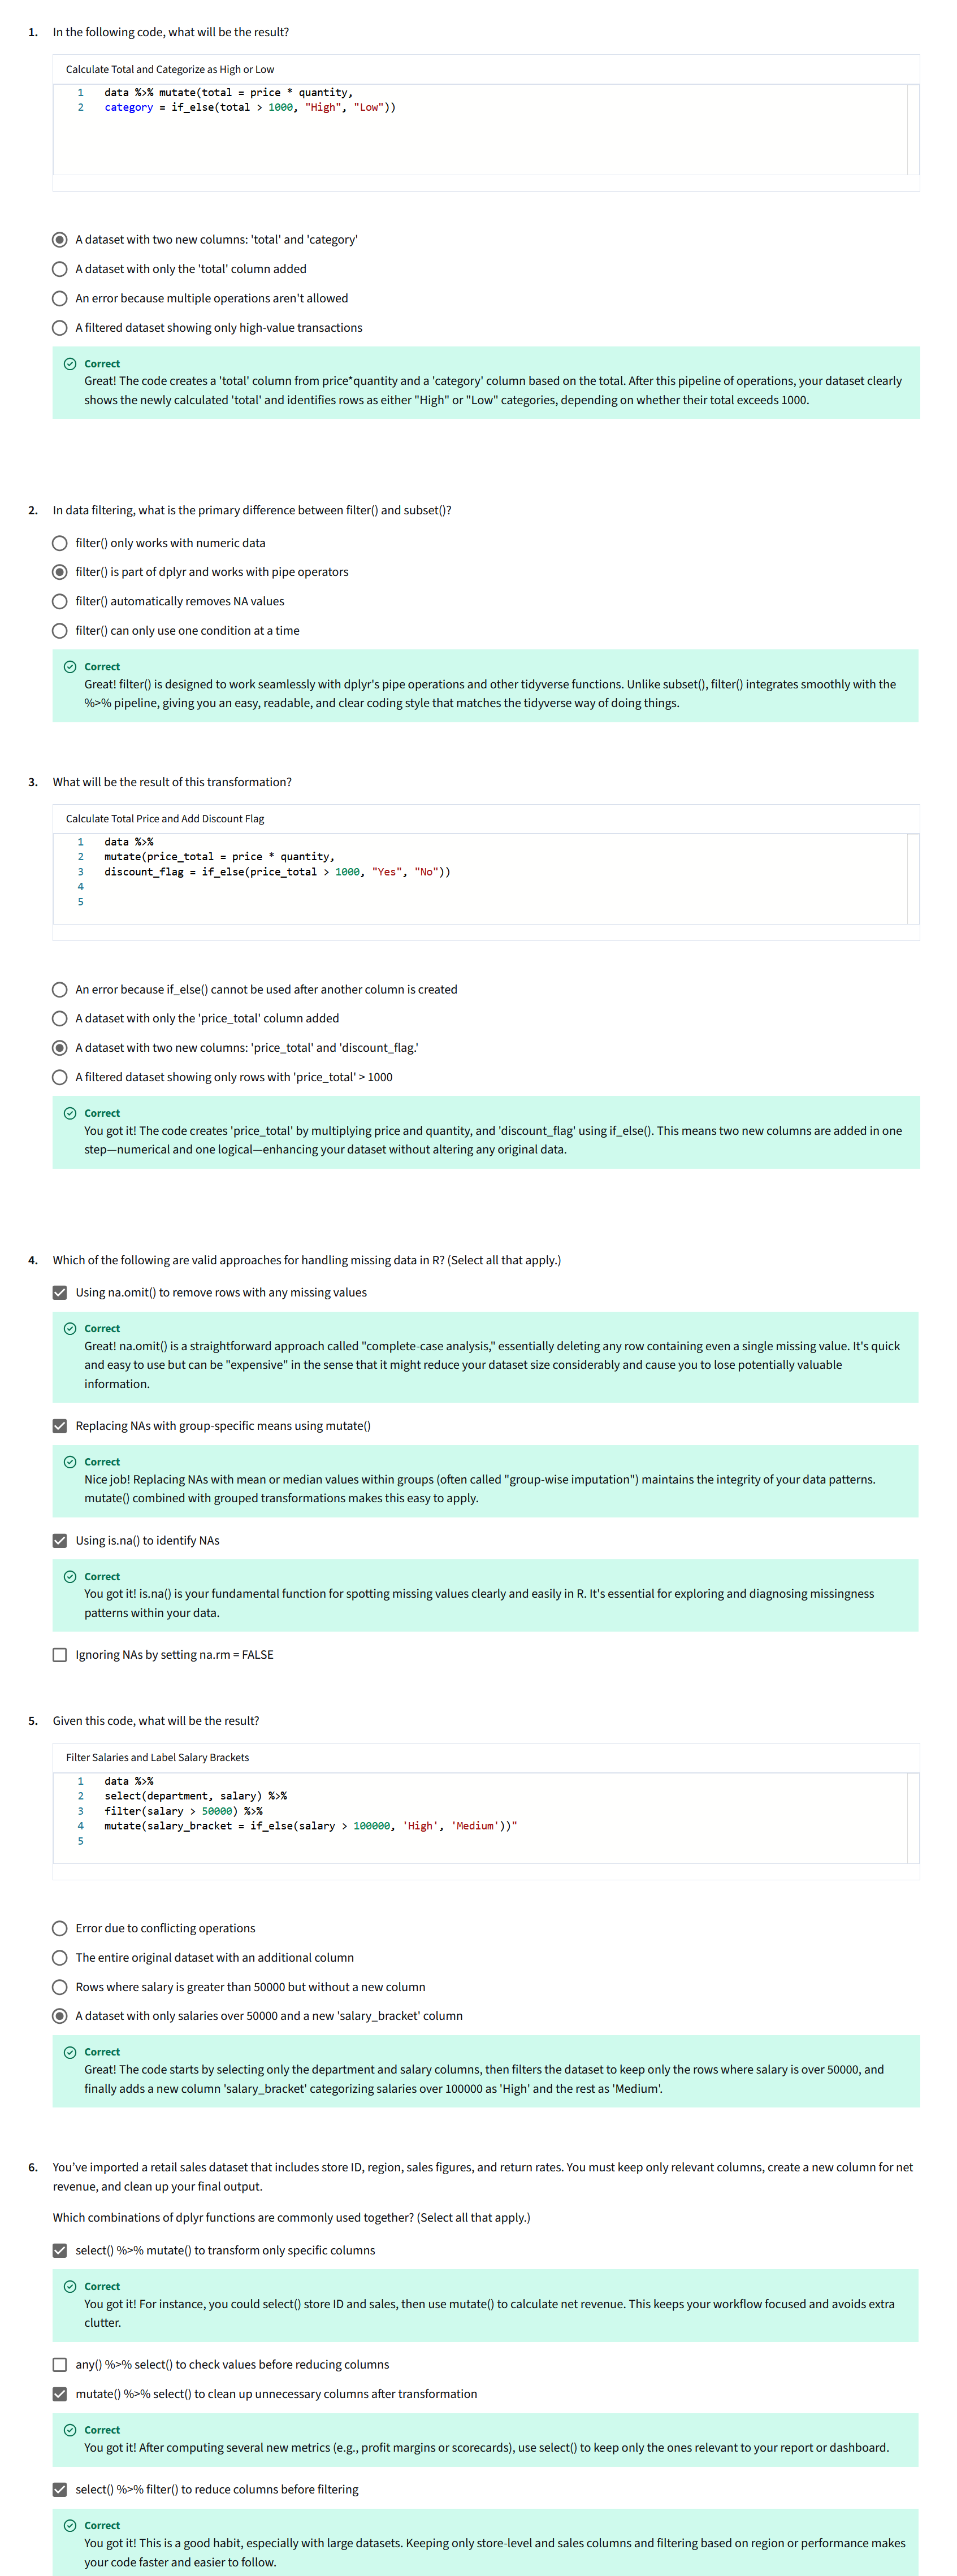 1. In the following code, what will be the result?
Calculate Total and Categorize as High or Low
1 data %>% mutate(total = price * quantity,
2 category = if_else(total > 1000, "High", "Low"))
A dataset with two new columns: 'total' and 'category'
A dataset with only the 'total' column added
An error because multiple operations aren't allowed
A filtered dataset showing only high-value transactions
Correct
Great! The code creates a 'total' column from price*quantity and a 'category' column based on the total. After this pipeline of operations, your dataset clearly
shows the newly calculated 'total' and identifies rows as either "High" or "Low" categories, depending on whether their total exceeds 1000.
2. In data filtering, what is the primary difference between filter() and subset()?
filter() only works with numeric data
filter() is part of dplyr and works with pipe operators
filter() automatically removes NA values
filter() can only use one condition at a time
Correct
Great! filter() is designed to work seamlessly with dplyr's pipe operations and other tidyverse functions. Unlike subset(), filter() integrates smoothly with the
%>% pipeline, giving you an easy, readable, and clear coding style that matches the tidyverse way of doing things.
3. What will be the result of this transformation?
Calculate Total Price and Add Discount Flag
1 data %>%
2 mutate(price_total = price * quantity,
3 discount_flag = if_else(price_total > 1000, "Yes", "No"))
4
5
An error because if_else() cannot be used after another column is created
A dataset with only the 'price_total' column added
A dataset with two new columns: 'price_total' and 'discount_flag.'
A filtered dataset showing only rows with 'price_total' > 1000
Correct
You got it! The code creates 'price_total' by multiplying price and quantity, and 'discount_flag' using if_else(). This means two new columns are added in one
step—numerical and one logical—enhancing your dataset without altering any original data.
4. Which of the following are valid approaches for handling missing data in R? (Select all that apply.)
Using na.omit() to remove rows with any missing values
Correct
Great! na.omit() is a straightforward approach called "complete-case analysis," essentially deleting any row containing even a single missing value. It's quick
and easy to use but can be "expensive" in the sense that it might reduce your dataset size considerably and cause you to lose potentially valuable
information.
Replacing NAs with group-specific means using mutate()
Correct
Nice job! Replacing NAs with mean or median values within groups (often called "group-wise imputation") maintains the integrity of your data patterns.
mutate() combined with grouped transformations makes this easy to apply.
Using is.na() to identify NAs
Correct
You got it! is.na() is your fundamental function for spotting missing values clearly and easily in R. It's essential for exploring and diagnosing missingness
patterns within your data.
Ignoring NAs by setting na.rm = FALSE
5. Given this code, what will be the result?
Filter Salaries and Label Salary Brackets
1 data %>%
2 select(department, salary) %>%
3 filter(salary > 50000) %>%
4 mutate(salary_bracket = if_else(salary > 100000, 'High', 'Medium'))"
5
Error due to conflicting operations
The entire original dataset with an additional column
Rows where salary is greater than 50000 but without a new column
A dataset with only salaries over 50000 and a new 'salary_bracket' column
Correct
Great! The code starts by selecting only the department and salary columns, then filters the dataset to keep only the rows where salary is over 50000, and
finally adds a new column 'salary_bracket' categorizing salaries over 100000 as 'High' and the rest as 'Medium'.
6. You've imported a retail sales dataset that includes store ID, region, sales figures, and return rates. You must keep only relevant columns, create a new column for net
revenue, and clean up your final output.
Which combinations of dplyr functions are commonly used together? (Select all that apply.)
select() %>% mutate() to transform only specific columns
Correct
You got it! For instance, you could select() store ID and sales, then use mutate() to calculate net revenue. This keeps your workflow focused and avoids extra
clutter.
any() %>% select() to check values before reducing columns
mutate() %>% select() to clean up unnecessary columns after transformation
Correct
You got it! After computing several new metrics (e.g., profit margins or scorecards), use select() to keep only the ones relevant to your report or dashboard.
select() %>% filter() to reduce columns before filtering
Correct
You got it! This is a good habit, especially with large datasets. Keeping only store-level and sales columns and filtering based on region or performance makes
your code faster and easier to follow.